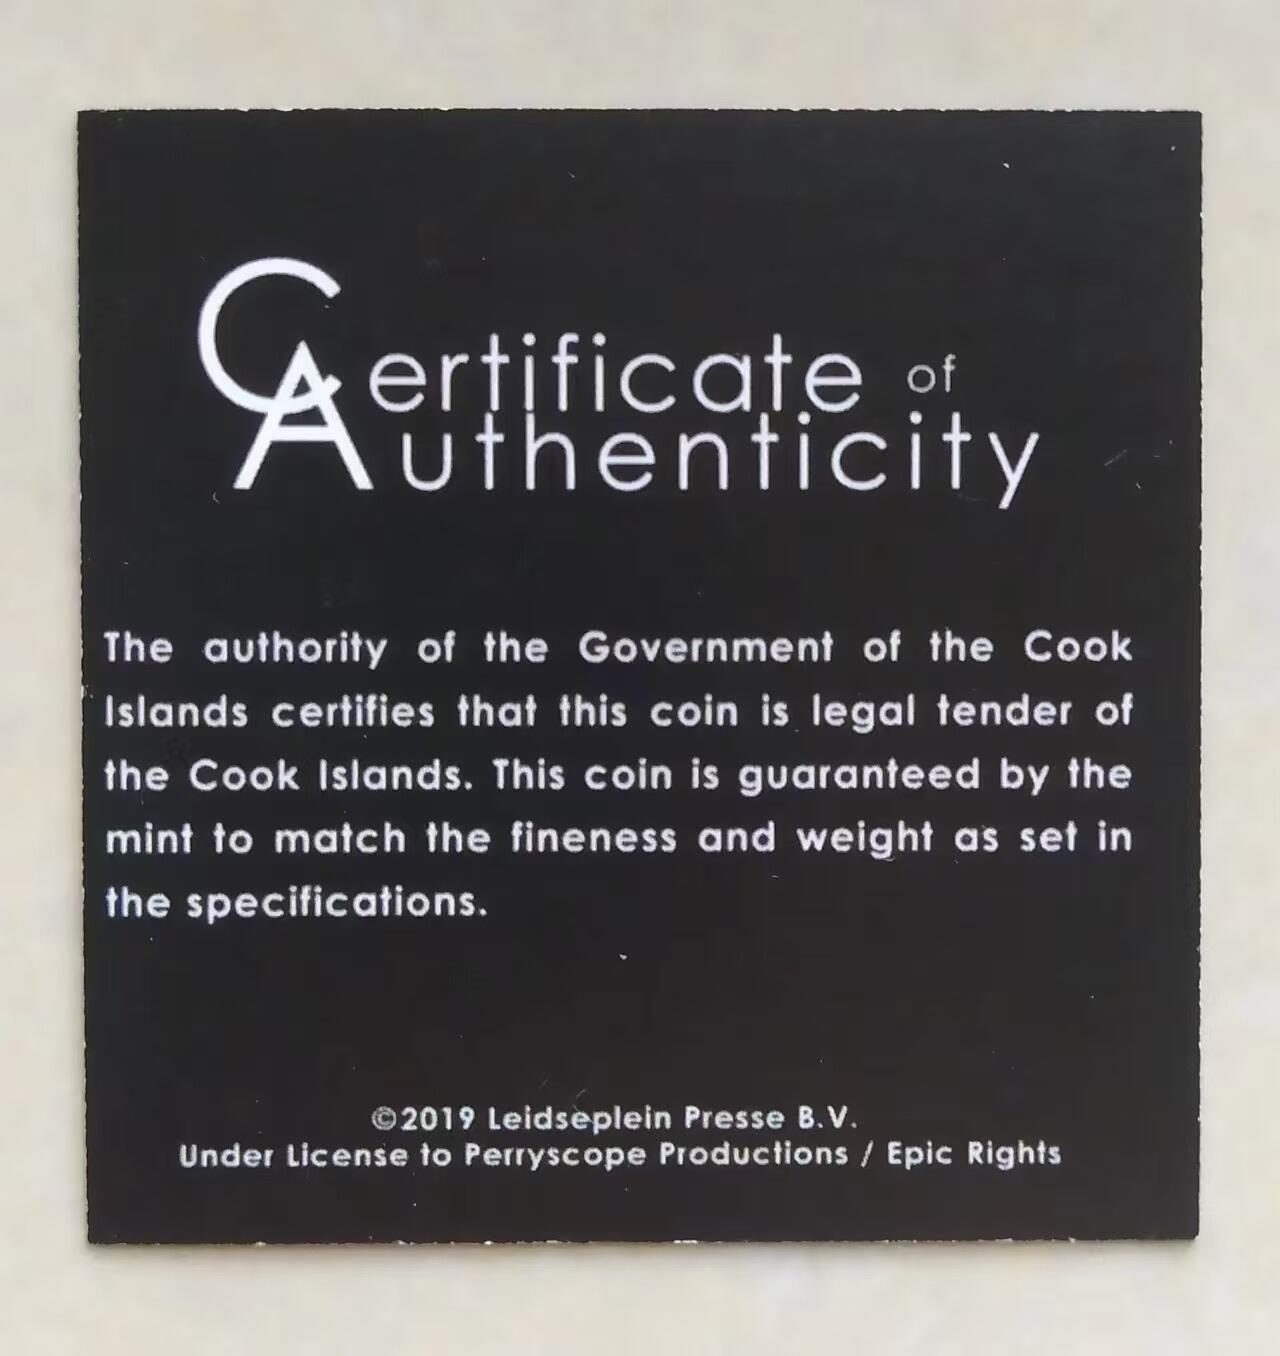 Certificate of
Authenticity
The authority of the Government of the Cook
Islands certifies that this coin is legal tender of
the Cook Islands. This coin is guaranteed by the
mint to match the fineness and weight as set in
the specifications.
©2019 Leidseplein Presse B.V.
Under License to Perryscope Productions / Epic Rights